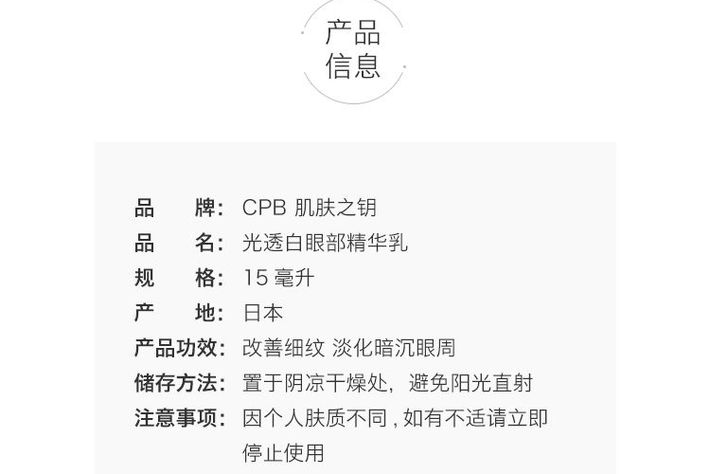 产品
信息
品 牌： CPB 肌肤之钥
品 名： 光透白眼部精华乳
规 格： 15 毫升
产 地： 日本
产品功效： 改善细纹 淡化暗沉眼周
储存方法： 置于阴凉干燥处，避免阳光直射
注意事项： 因个人肤质不同 , 如有不适请立即
停止使用